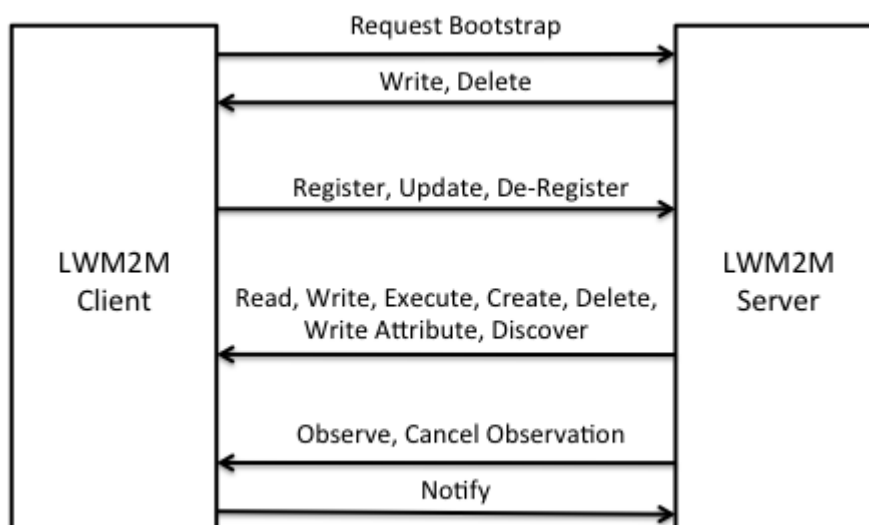 Request Bootstrap
Write, Delete
Register, Update, De-Register
LWM2M
Client
Read, Write, Execute, Create, Delete,
Write Attribute, Discover
LWM2M
Server
Observe, Cancel Observation
Notify